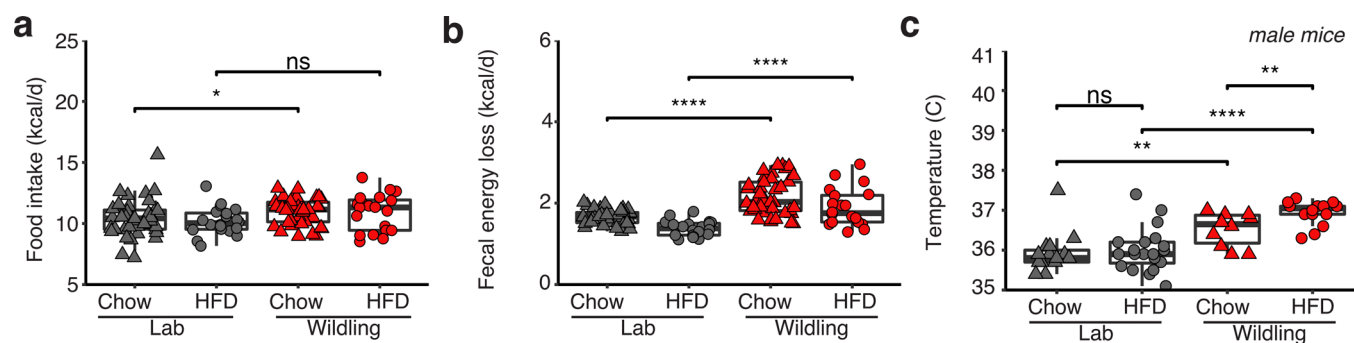 a
Food intake (kcal/d)
25
20
15
10
5
ns
*
Chow HFD Chow HFD
Lab Wildling
b
Fecal energy loss (kcal/d)
6
4
2
0
****
****
Chow HFD Chow HFD
Lab Wildling
c
male mice
Temperature (C)
41
40
39
38
37
36
35
**
ns
****
**
Chow HFD Chow HFD
Lab Wildling